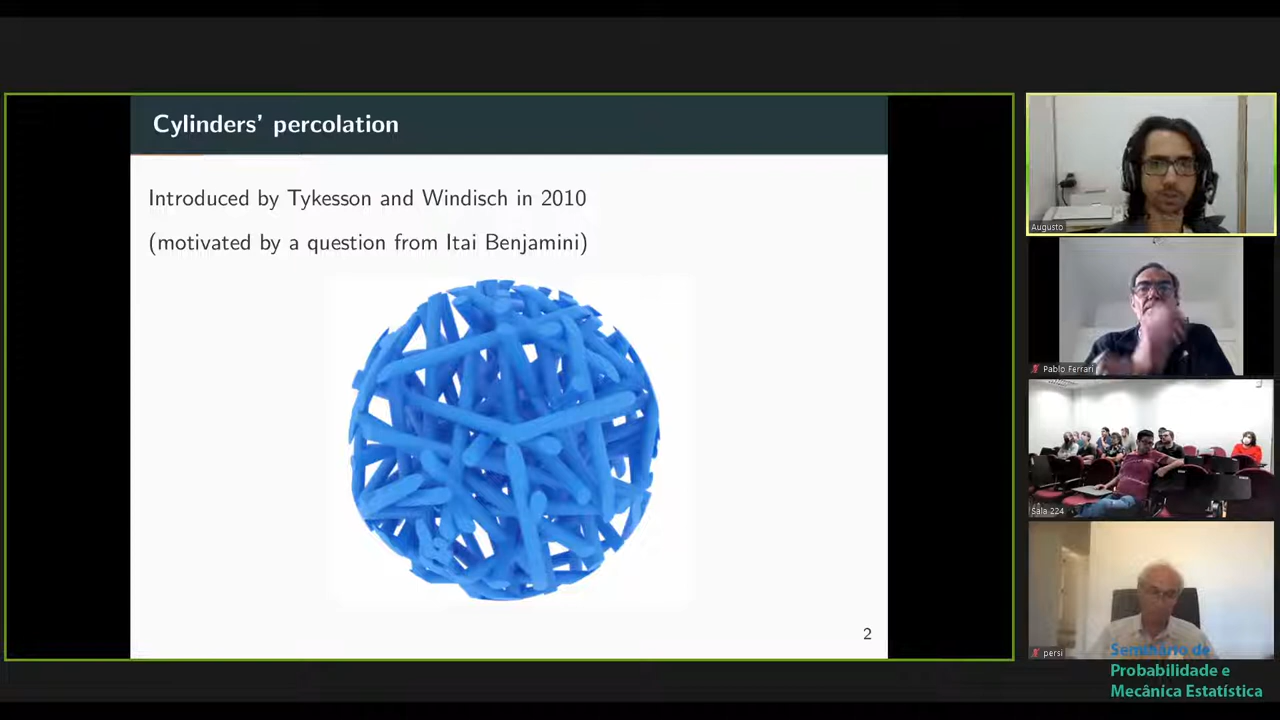 Cylinders' percolation
Introduced by Tykesson and Windisch in 2010
(motivated by a question from Itai Benjamini)
2
Augusto
Pablo Ferrari
Sala 224
persi
Seminário de
Probabilidade e
Mecânica Estatística